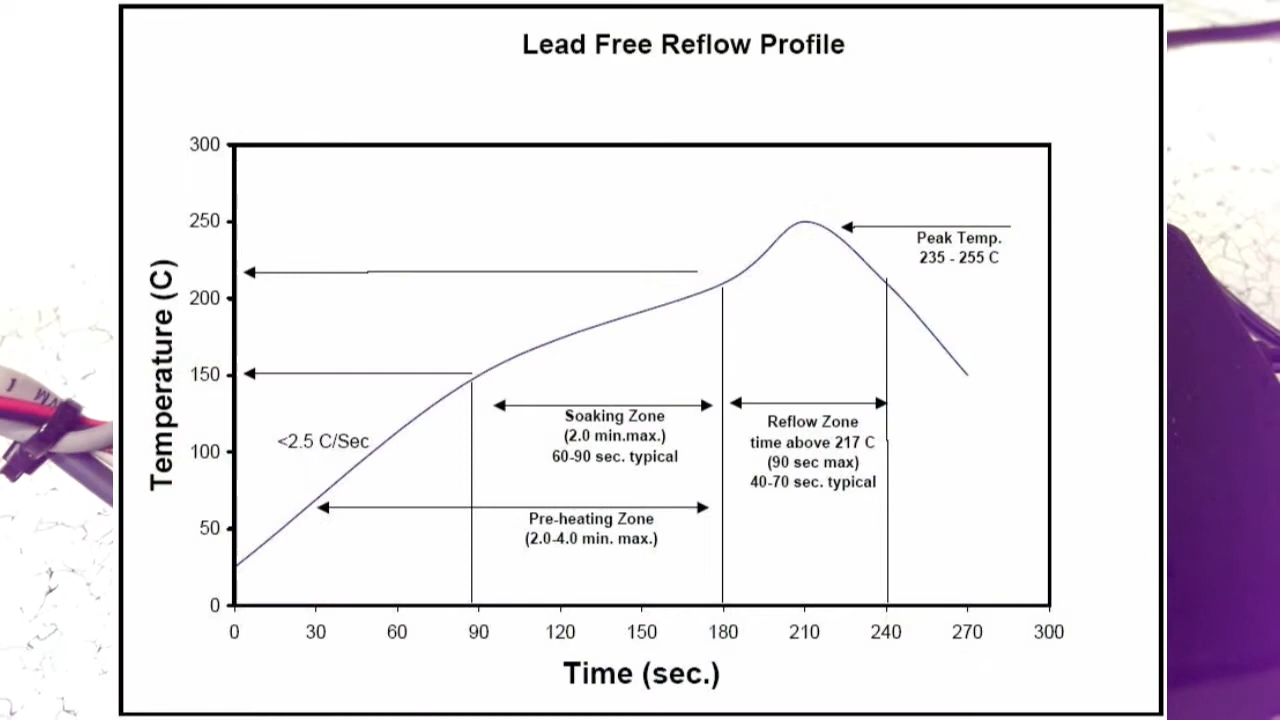 Lead Free Reflow Profile
300
250
200
150
100
50
0
Temperature (C)
Peak Temp.
235 - 255 C
<2.5 C/Sec
Soaking Zone
(2.0 min.max.)
60-90 sec. typical
Reflow Zone
time above 217 C
(90 sec max)
40-70 sec. typical
Pre-heating Zone
(2.0-4.0 min. max.)
0 30 60 90 120 150 180 210 240 270 300
Time (sec.)